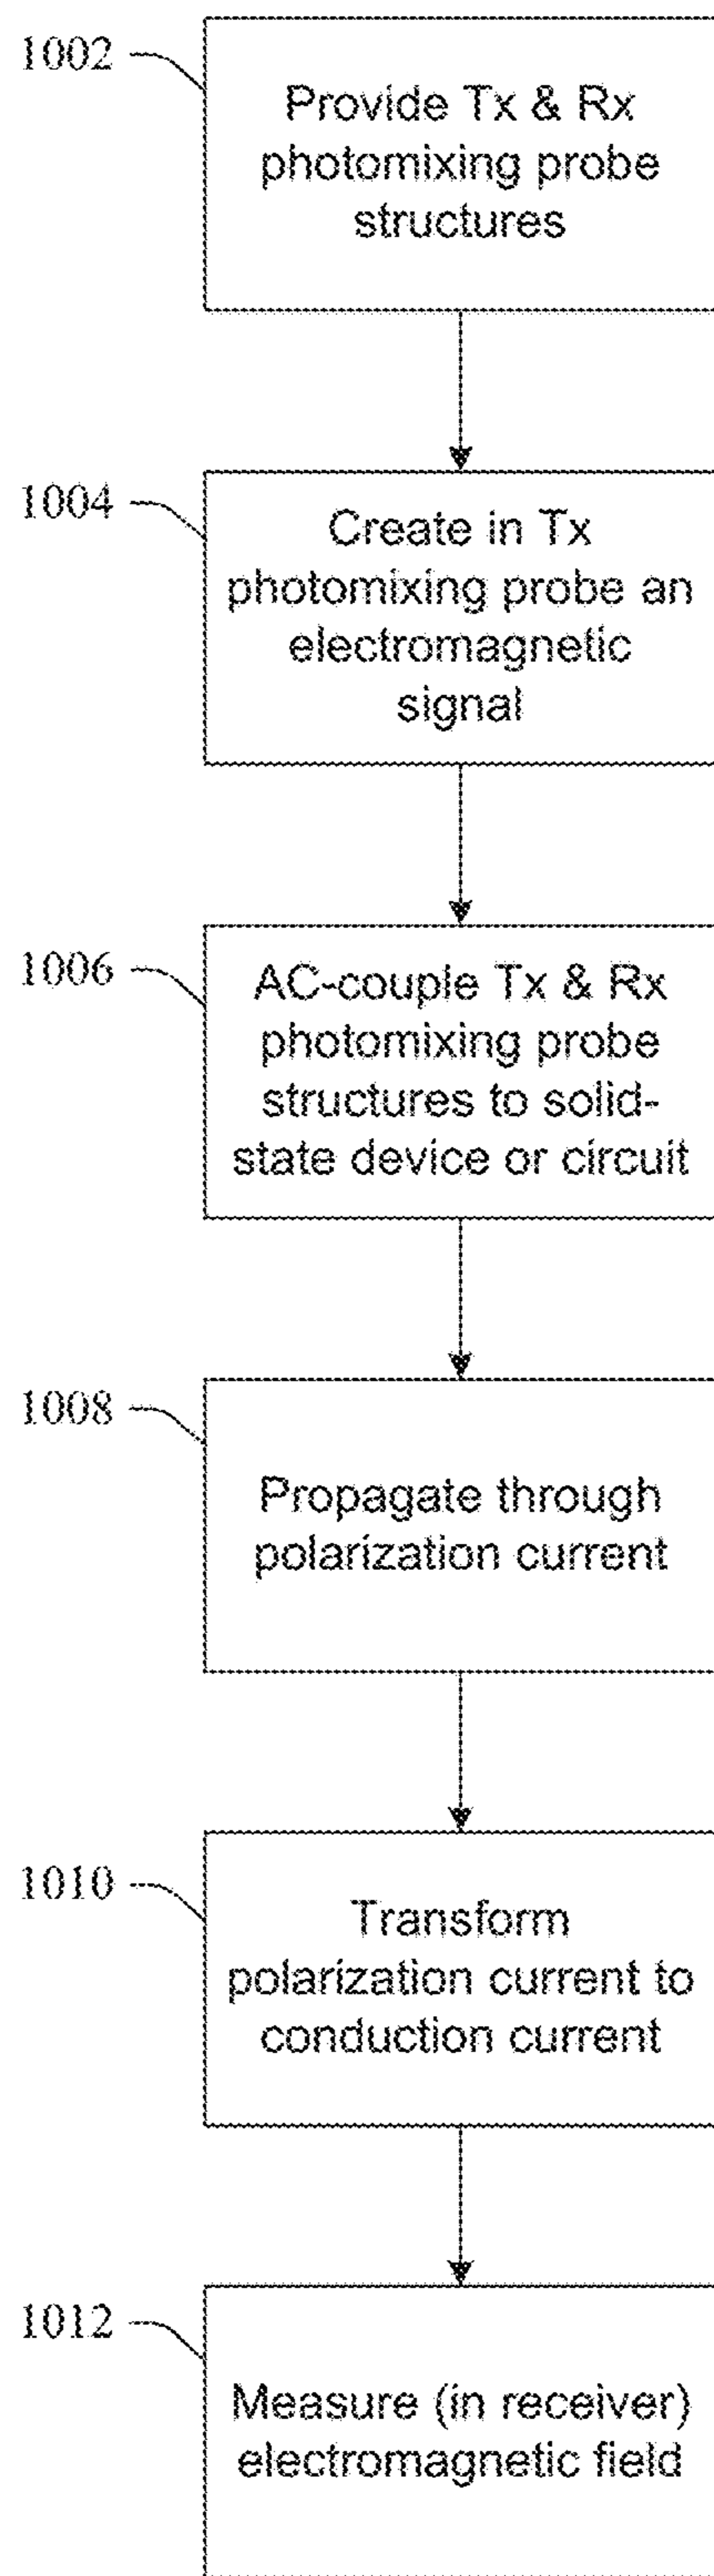 1002
Provide Tx & Rx
photomixing probe
structures
1004
Create in Tx
photomixing probe an
electromagnetic
signal
1006
AC-couple Tx & Rx
photomixing probe
structures to solid-
state device or circuit
1008
Propagate through
polarization current
1010
Transform
polarization current to
conduction current
1012
Measure (in receiver)
electromagnetic field